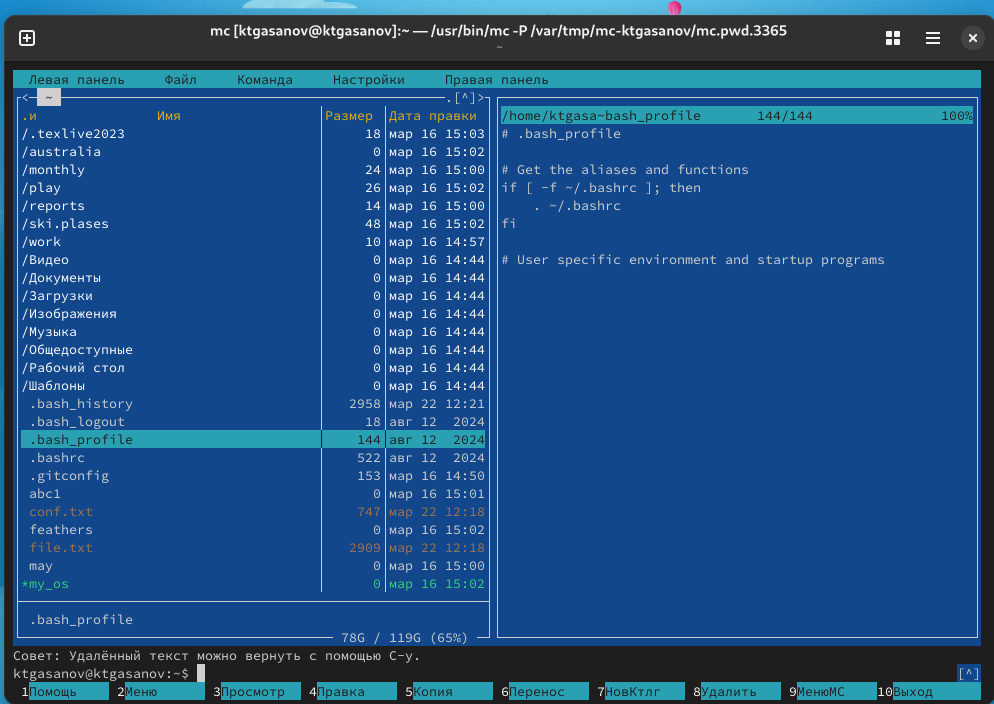 mc [ktgasanov@ktgasanov]:~ — /usr/bin/mc -P /var/tmp/mc-ktgasanov/mc.pwd.3365
~
Левая панель Файл Команда Настройки Правая панель
<─ ~ .[^]>
.и Имя Размер Дата правки
/.texlive2023 18 мар 16 15:03
/australia 0 мар 16 15:02
/monthly 24 мар 16 15:00
/play 26 мар 16 15:02
/reports 14 мар 16 15:00
/ski.plases 48 мар 16 15:02
/work 10 мар 16 14:57
/Видео 0 мар 16 14:44
/Документы 0 мар 16 14:44
/Загрузки 0 мар 16 14:44
/Изображения 0 мар 16 14:44
/Музыка 0 мар 16 14:44
/Общедоступные 0 мар 16 14:44
/Рабочий стол 0 мар 16 14:44
/Шаблоны 0 мар 16 14:44
.bash_history 2958 мар 22 12:21
.bash_logout 18 авг 12 2024
.bash_profile 144 авг 12 2024
.bashrc 522 авг 12 2024
.gitconfig 153 мар 16 14:50
abc1 0 мар 16 15:01
conf.txt 747 мар 22 12:18
feathers 0 мар 16 15:02
file.txt 2909 мар 22 12:18
may 0 мар 16 15:00
*my_os 0 мар 16 15:02
.bash_profile
78G / 119G (65%)
/home/ktgasa~bash_profile 144/144 100%
# .bash_profile
# Get the aliases and functions
if [ -f ~/.bashrc ]; then
. ~/.bashrc
fi
# User specific environment and startup programs
Совет: Удалённый текст можно вернуть с помощью C-y.
ktgasanov@ktgasanov:~$ [^]
1Помощь 2Меню 3Просмотр 4Правка 5Копия 6Перенос 7НовКтлг 8Удалить 9МенюMC 10Выход